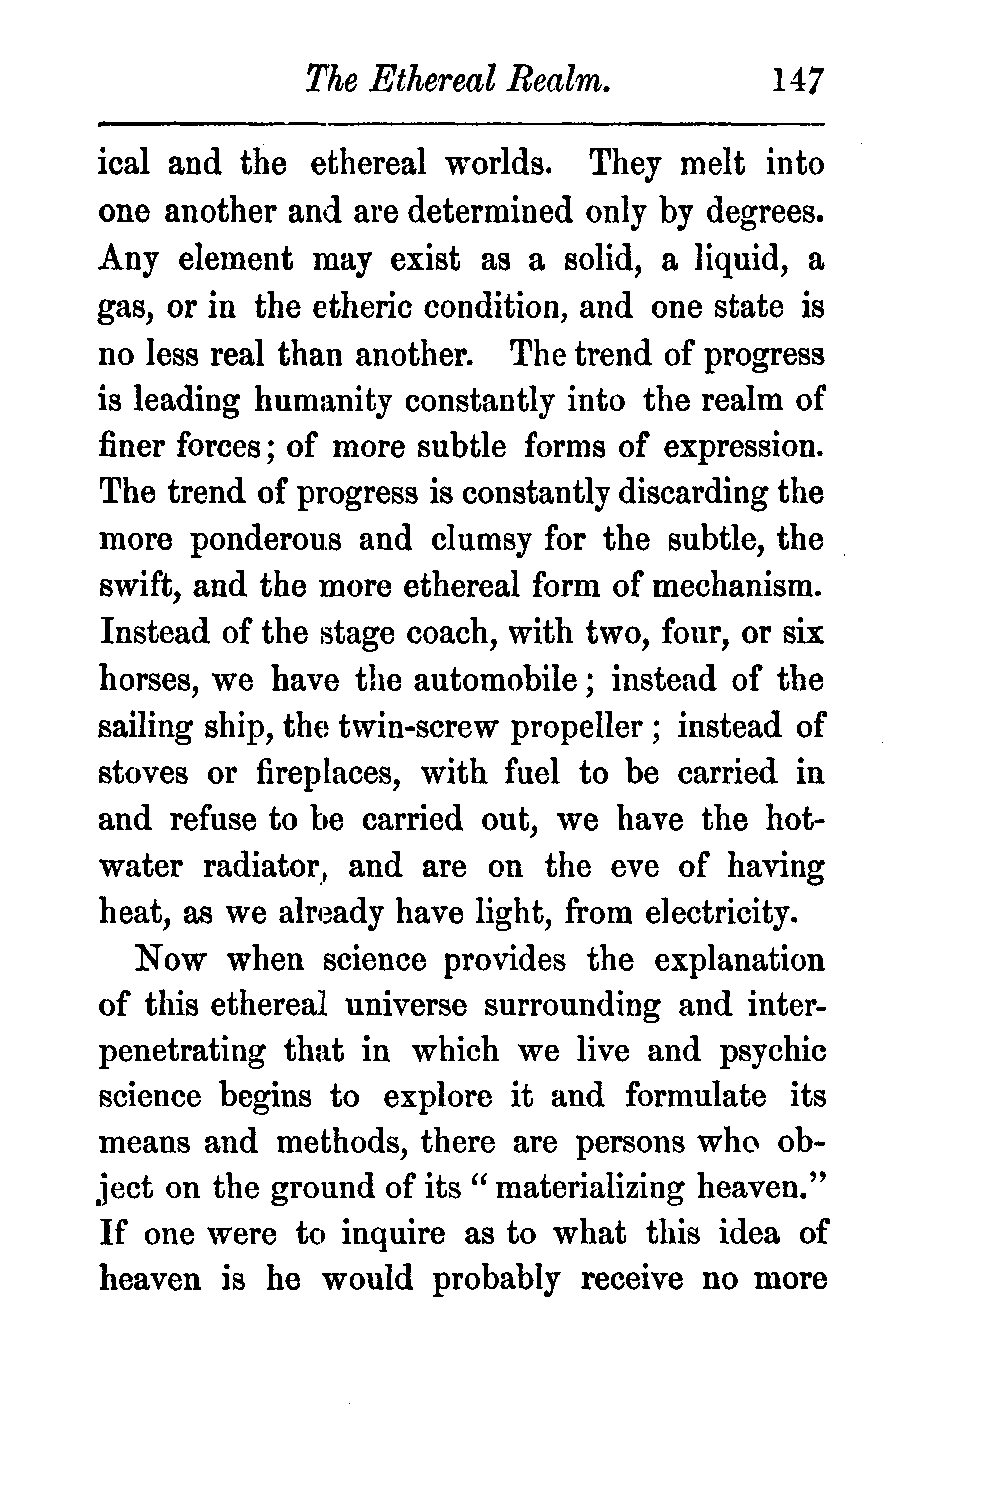 The Ethereal Realm. 147
ical and the ethereal worlds. They melt into
one another and are determined only by degrees.
Any element may exist as a solid, a liquid, a
gas, or in the etheric condition, and one state is
no less real than another. The trend of progress
is leading humanity constantly into the realm of
finer forces; of more subtle forms of expression.
The trend of progress is constantly discarding the
more ponderous and clumsy for the subtle, the
swift, and the more ethereal form of mechanism.
Instead of the stage coach, with two, four, or six
horses, we have the automobile; instead of the
sailing ship, the twin-screw propeller; instead of
stoves or fireplaces, with fuel to be carried in
and refuse to be carried out, we have the hot-
water radiator, and are on the eve of having
heat, as we already have light, from electricity.
Now when science provides the explanation
of this ethereal universe surrounding and inter-
penetrating that in which we live and psychic
science begins to explore it and formulate its
means and methods, there are persons who ob-
ject on the ground of its “materializing heaven.”
If one were to inquire as to what this idea of
heaven is he would probably receive no more